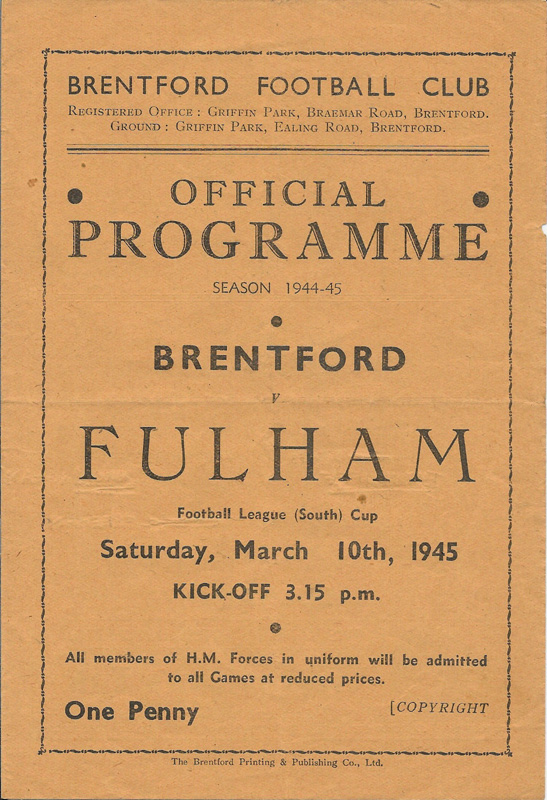 BRENTFORD FOOTBALL CLUB
REGISTERED OFFICE : GRIFFIN PARK, BRAEMAR ROAD, BRENTFORD.
GROUND : GRIFFIN PARK, EALING ROAD, BRENTFORD.
OFFICIAL
PROGRAMME
SEASON 1944-45
BRENTFORD
v
FULHAM
Football League (South) Cup
Saturday, March 10th, 1945
KICK-OFF 3.15 p.m.
All members of H.M. Forces in uniform will be admitted
to all Games at reduced prices.
One Penny [COPYRIGHT
The Brentford Printing & Publishing Co., Ltd.